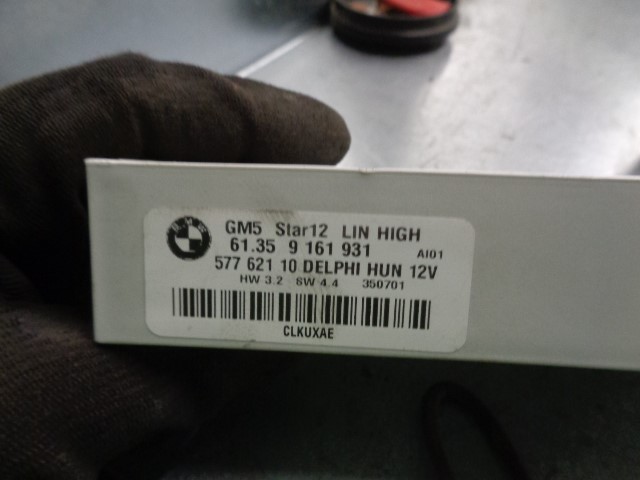 BMW
GM5 Star12 LIN HIGH
61.35 9 161 931 AI01
577 621 10 DELPHI HUN 12V
HW 3.2 SW 4.4 350701
CLKUXAE